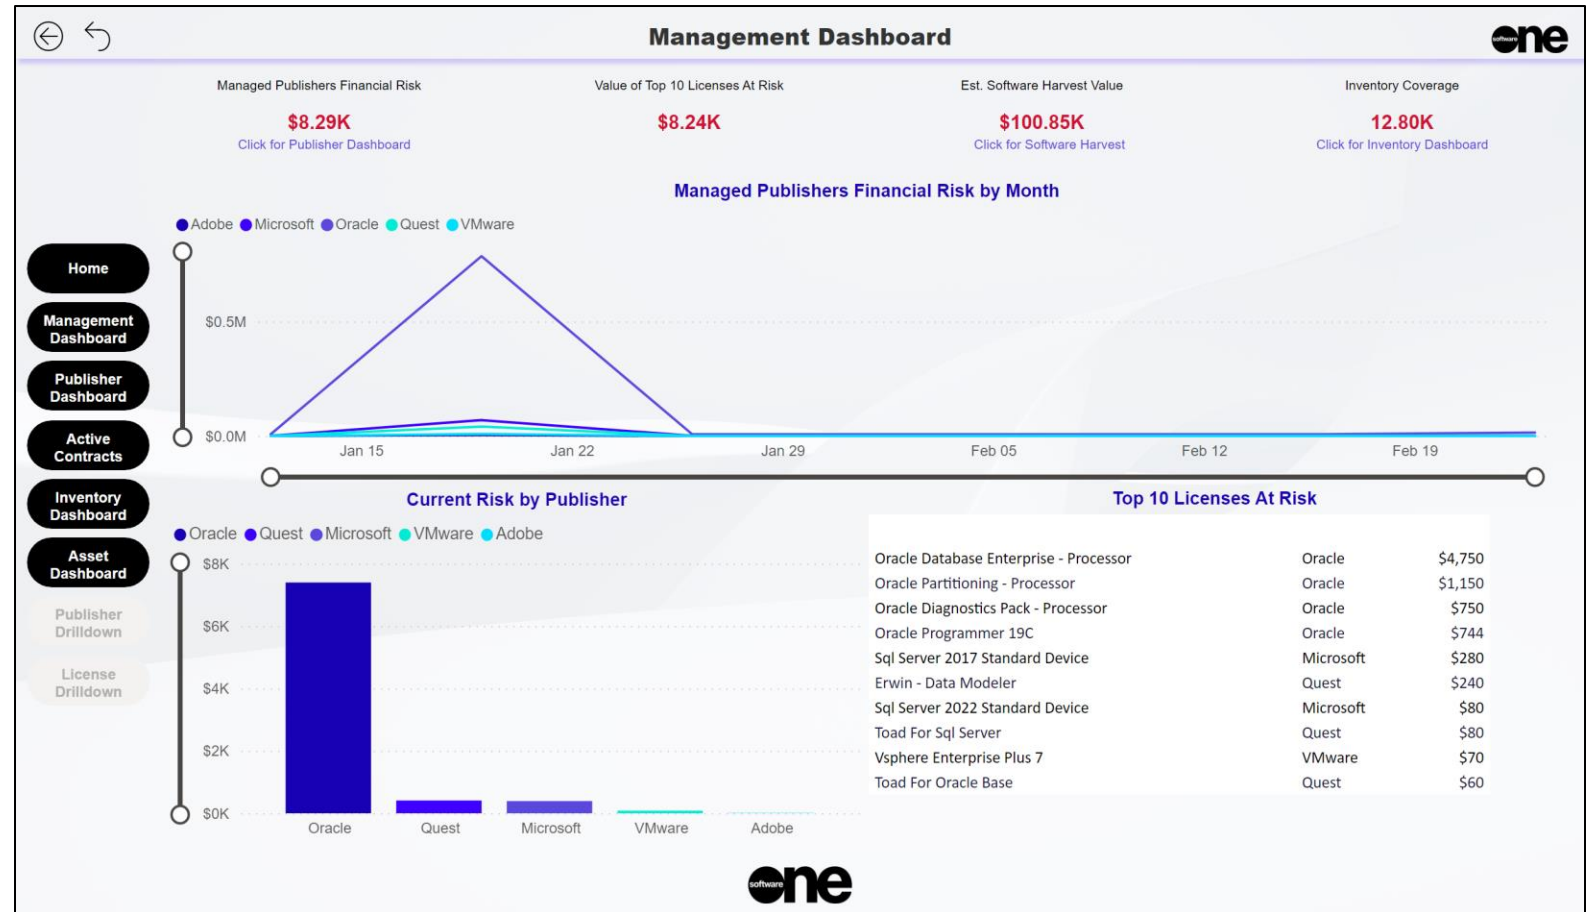 Management Dashboard
software one
Managed Publishers Financial Risk
$8.29K
Click for Publisher Dashboard
Value of Top 10 Licenses At Risk
$8.24K
Est. Software Harvest Value
$100.85K
Click for Software Harvest
Inventory Coverage
12.80K
Click for Inventory Dashboard
Home
Management
Dashboard
Publisher
Dashboard
Active
Contracts
Inventory
Dashboard
Asset
Dashboard
Publisher
Drilldown
License
Drilldown
Managed Publishers Financial Risk by Month
Adobe Microsoft Oracle Quest VMware
$0.5M
$0.0M
Jan 15 Jan 22 Jan 29 Feb 05 Feb 12 Feb 19
Current Risk by Publisher
Oracle Quest Microsoft VMware Adobe
$8K
$6K
$4K
$2K
$0K
Oracle Quest Microsoft VMware Adobe
Top 10 Licenses At Risk
Oracle Database Enterprise - Processor Oracle $4,750
Oracle Partitioning - Processor Oracle $1,150
Oracle Diagnostics Pack - Processor Oracle $750
Oracle Programmer 19C Oracle $744
Sql Server 2017 Standard Device Microsoft $280
Erwin - Data Modeler Quest $240
Sql Server 2022 Standard Device Microsoft $80
Toad For Sql Server Quest $80
Vsphere Enterprise Plus 7 VMware $70
Toad For Oracle Base Quest $60
software one